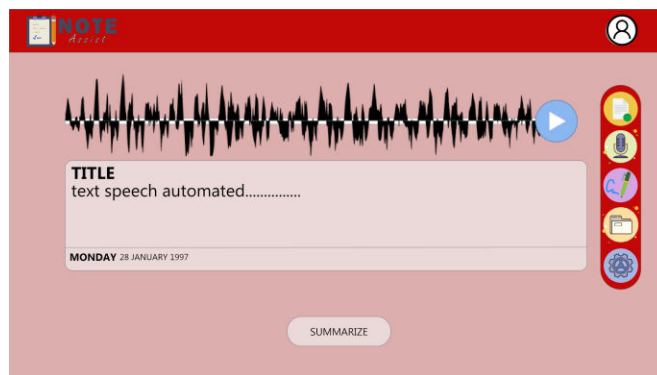 NOTE
Assist
TITLE
text speech automated...............
MONDAY 28 JANUARY 1997
SUMMARIZE